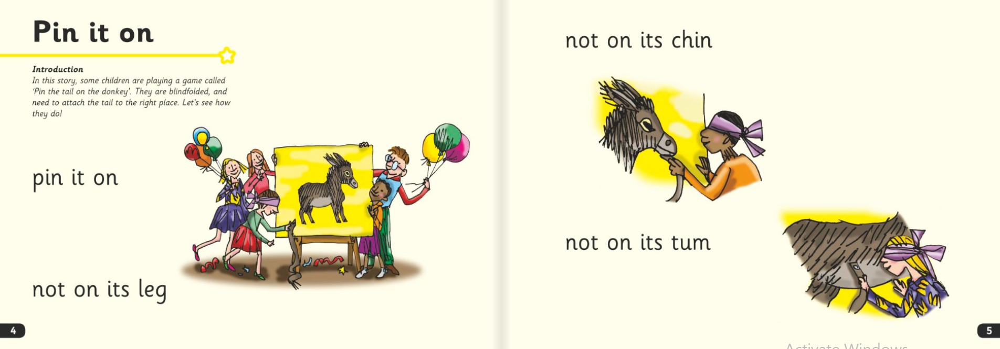 Pin it on
Introduction
In this story, some children are playing a game called
‘Pin the tail on the donkey’. They are blindfolded, and
need to attach the tail to the right place. Let’s see how
they do!
pin it on
not on its leg
4
not on its chin
not on its tum
5
Activate Windows